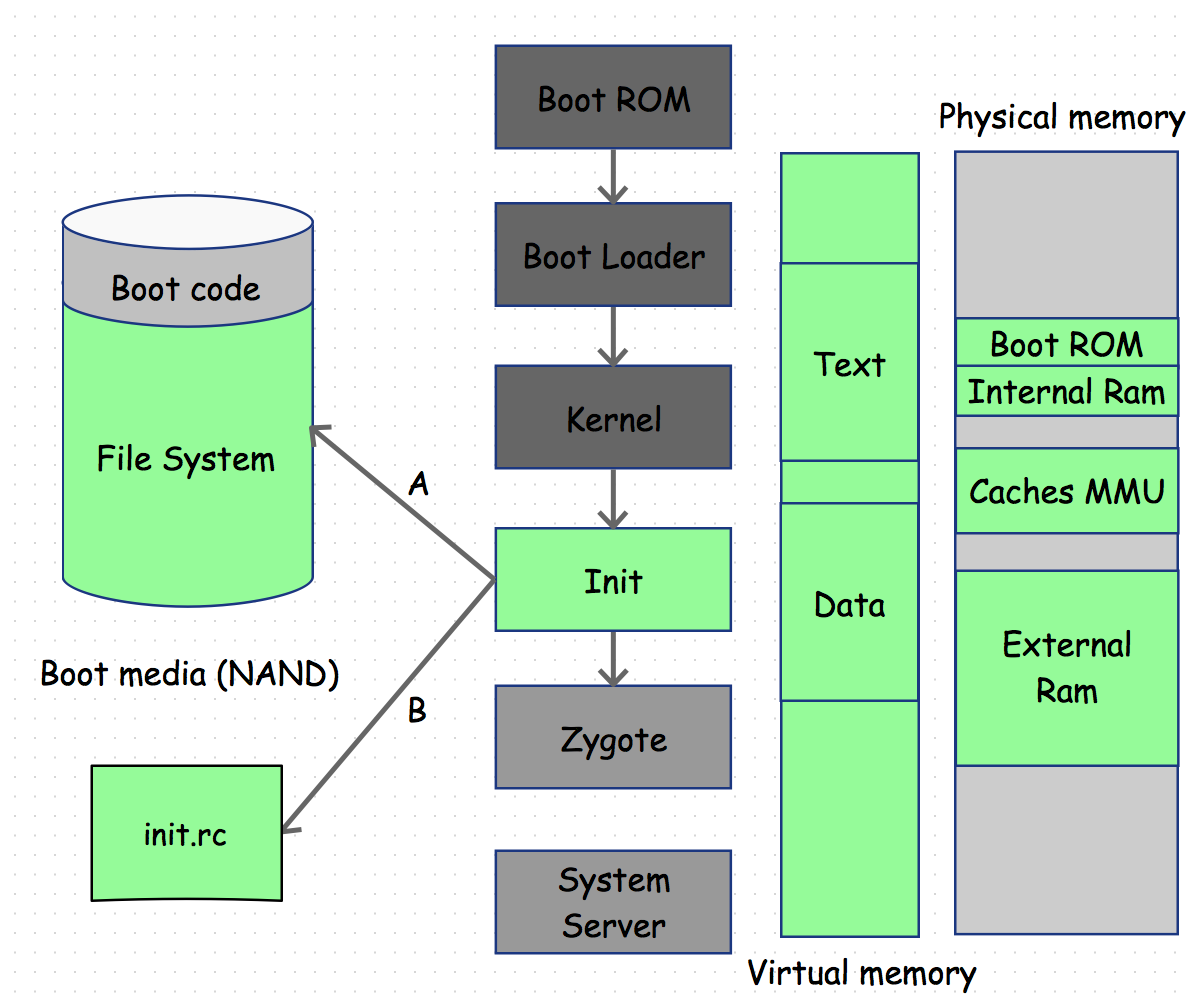 Boot ROM
Boot Loader
Kernel
Init
Zygote
System
Server
Boot code
File System
Boot media (NAND)
init.rc
A
B
Text
Data
Virtual memory
Physical memory
Boot ROM
Internal Ram
Caches MMU
External
Ram